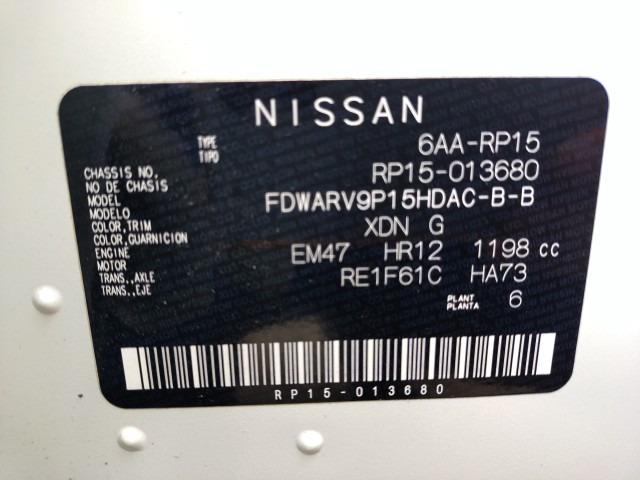 NISSAN
TYPE
TIPO 6AA-RP15
CHASSIS NO. RP15-013680
NO DE CHASIS
MODEL FDWARV9P15HDAC-B-B
MODELO
COLOR,TRIM XDN G
COLOR,GUARNICION
ENGINE EM47 HR12 1198 cc
MOTOR
TRANS.,AXLE RE1F61C HA73
TRANS.,EJE
PLANT
PLANTA 6
RP15-013680